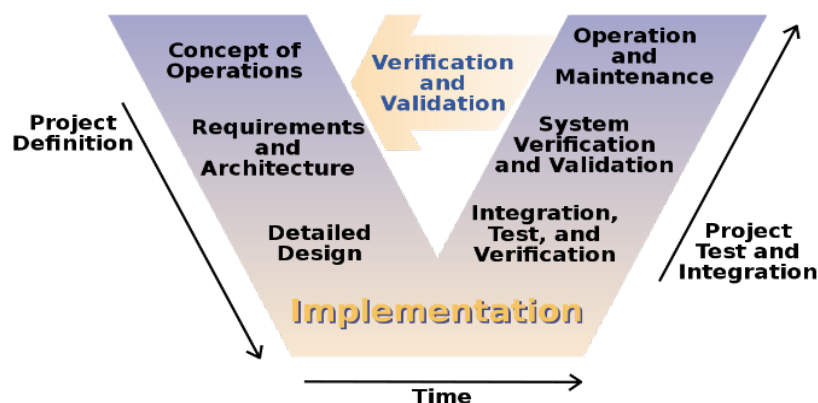 Concept of
Operations
Verification
and
Validation
Operation
and
Maintenance
Project
Definition
Requirements
and
Architecture
System
Verification
and Validation
Detailed
Design
Integration,
Test, and
Verification
Project
Test and
Integration
Implementation
Time